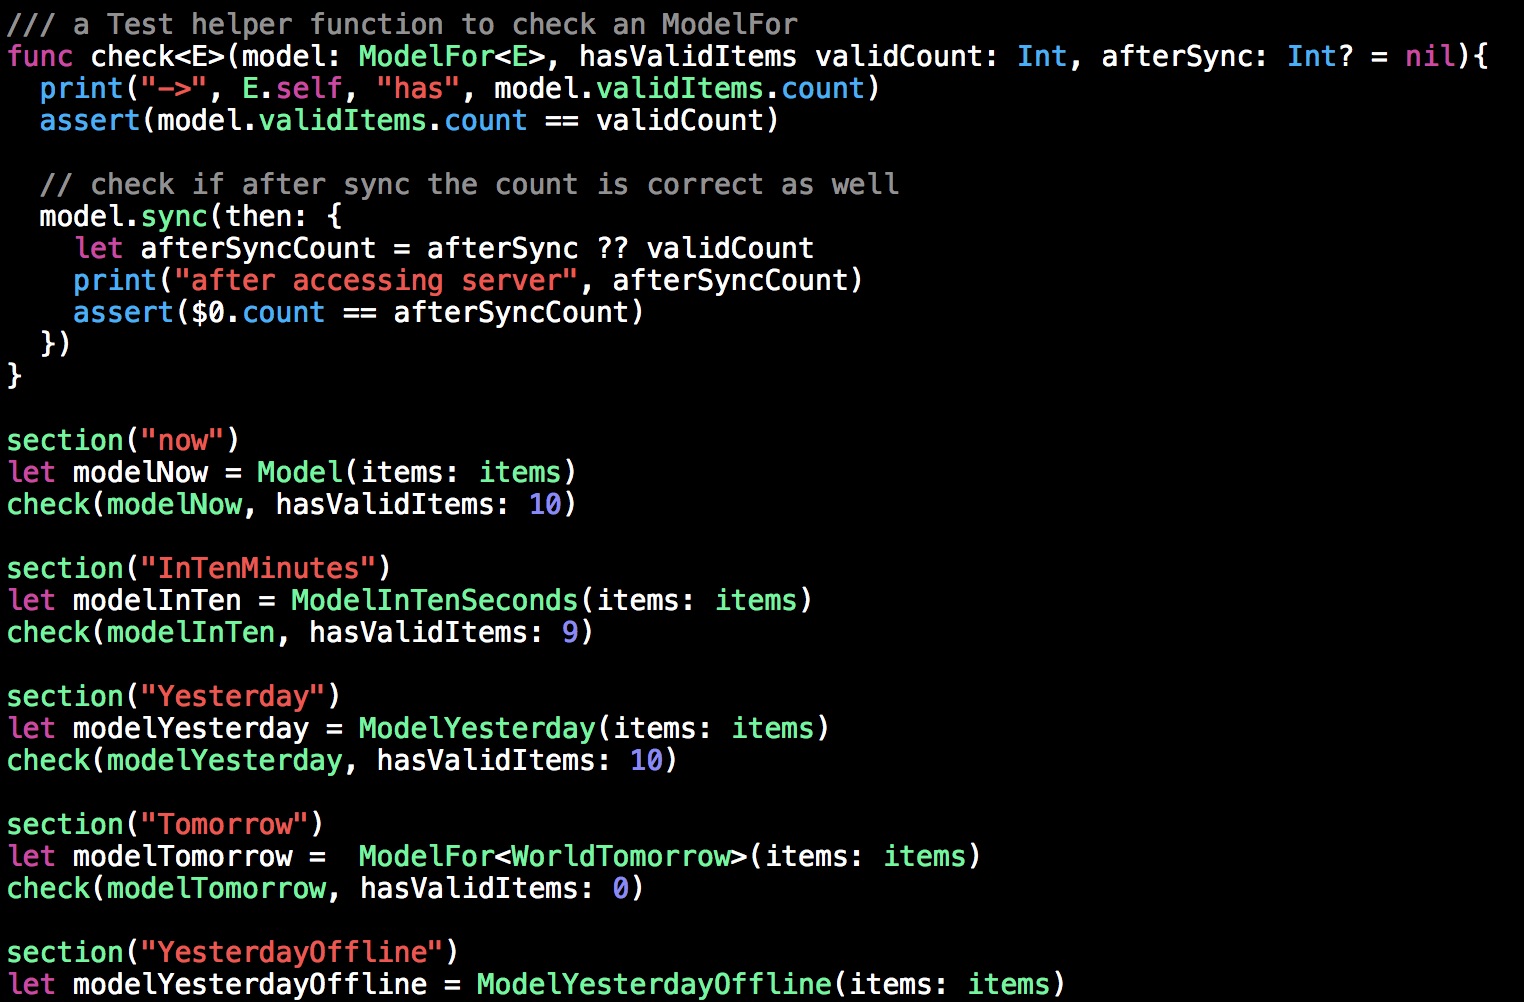 /// a Test helper function to check an ModelFor
func check<E>(model: ModelFor<E>, hasValidItems validCount: Int, afterSync: Int? = nil){
  print("->", E.self, "has", model.validItems.count)
  assert(model.validItems.count == validCount)

  // check if after sync the count is correct as well
  model.sync(then: {
    let afterSyncCount = afterSync ?? validCount
    print("after accessing server", afterSyncCount)
    assert($0.count == afterSyncCount)
  })
}

section("now")
let modelNow = Model(items: items)
check(modelNow, hasValidItems: 10)

section("InTenMinutes")
let modelInTen = ModelInTenSeconds(items: items)
check(modelInTen, hasValidItems: 9)

section("Yesterday")
let modelYesterday = ModelYesterday(items: items)
check(modelYesterday, hasValidItems: 10)

section("Tomorrow")
let modelTomorrow =  ModelFor<WorldTomorrow>(items: items)
check(modelTomorrow, hasValidItems: 0)

section("YesterdayOffline")
let modelYesterdayOffline = ModelYesterdayOffline(items: items)